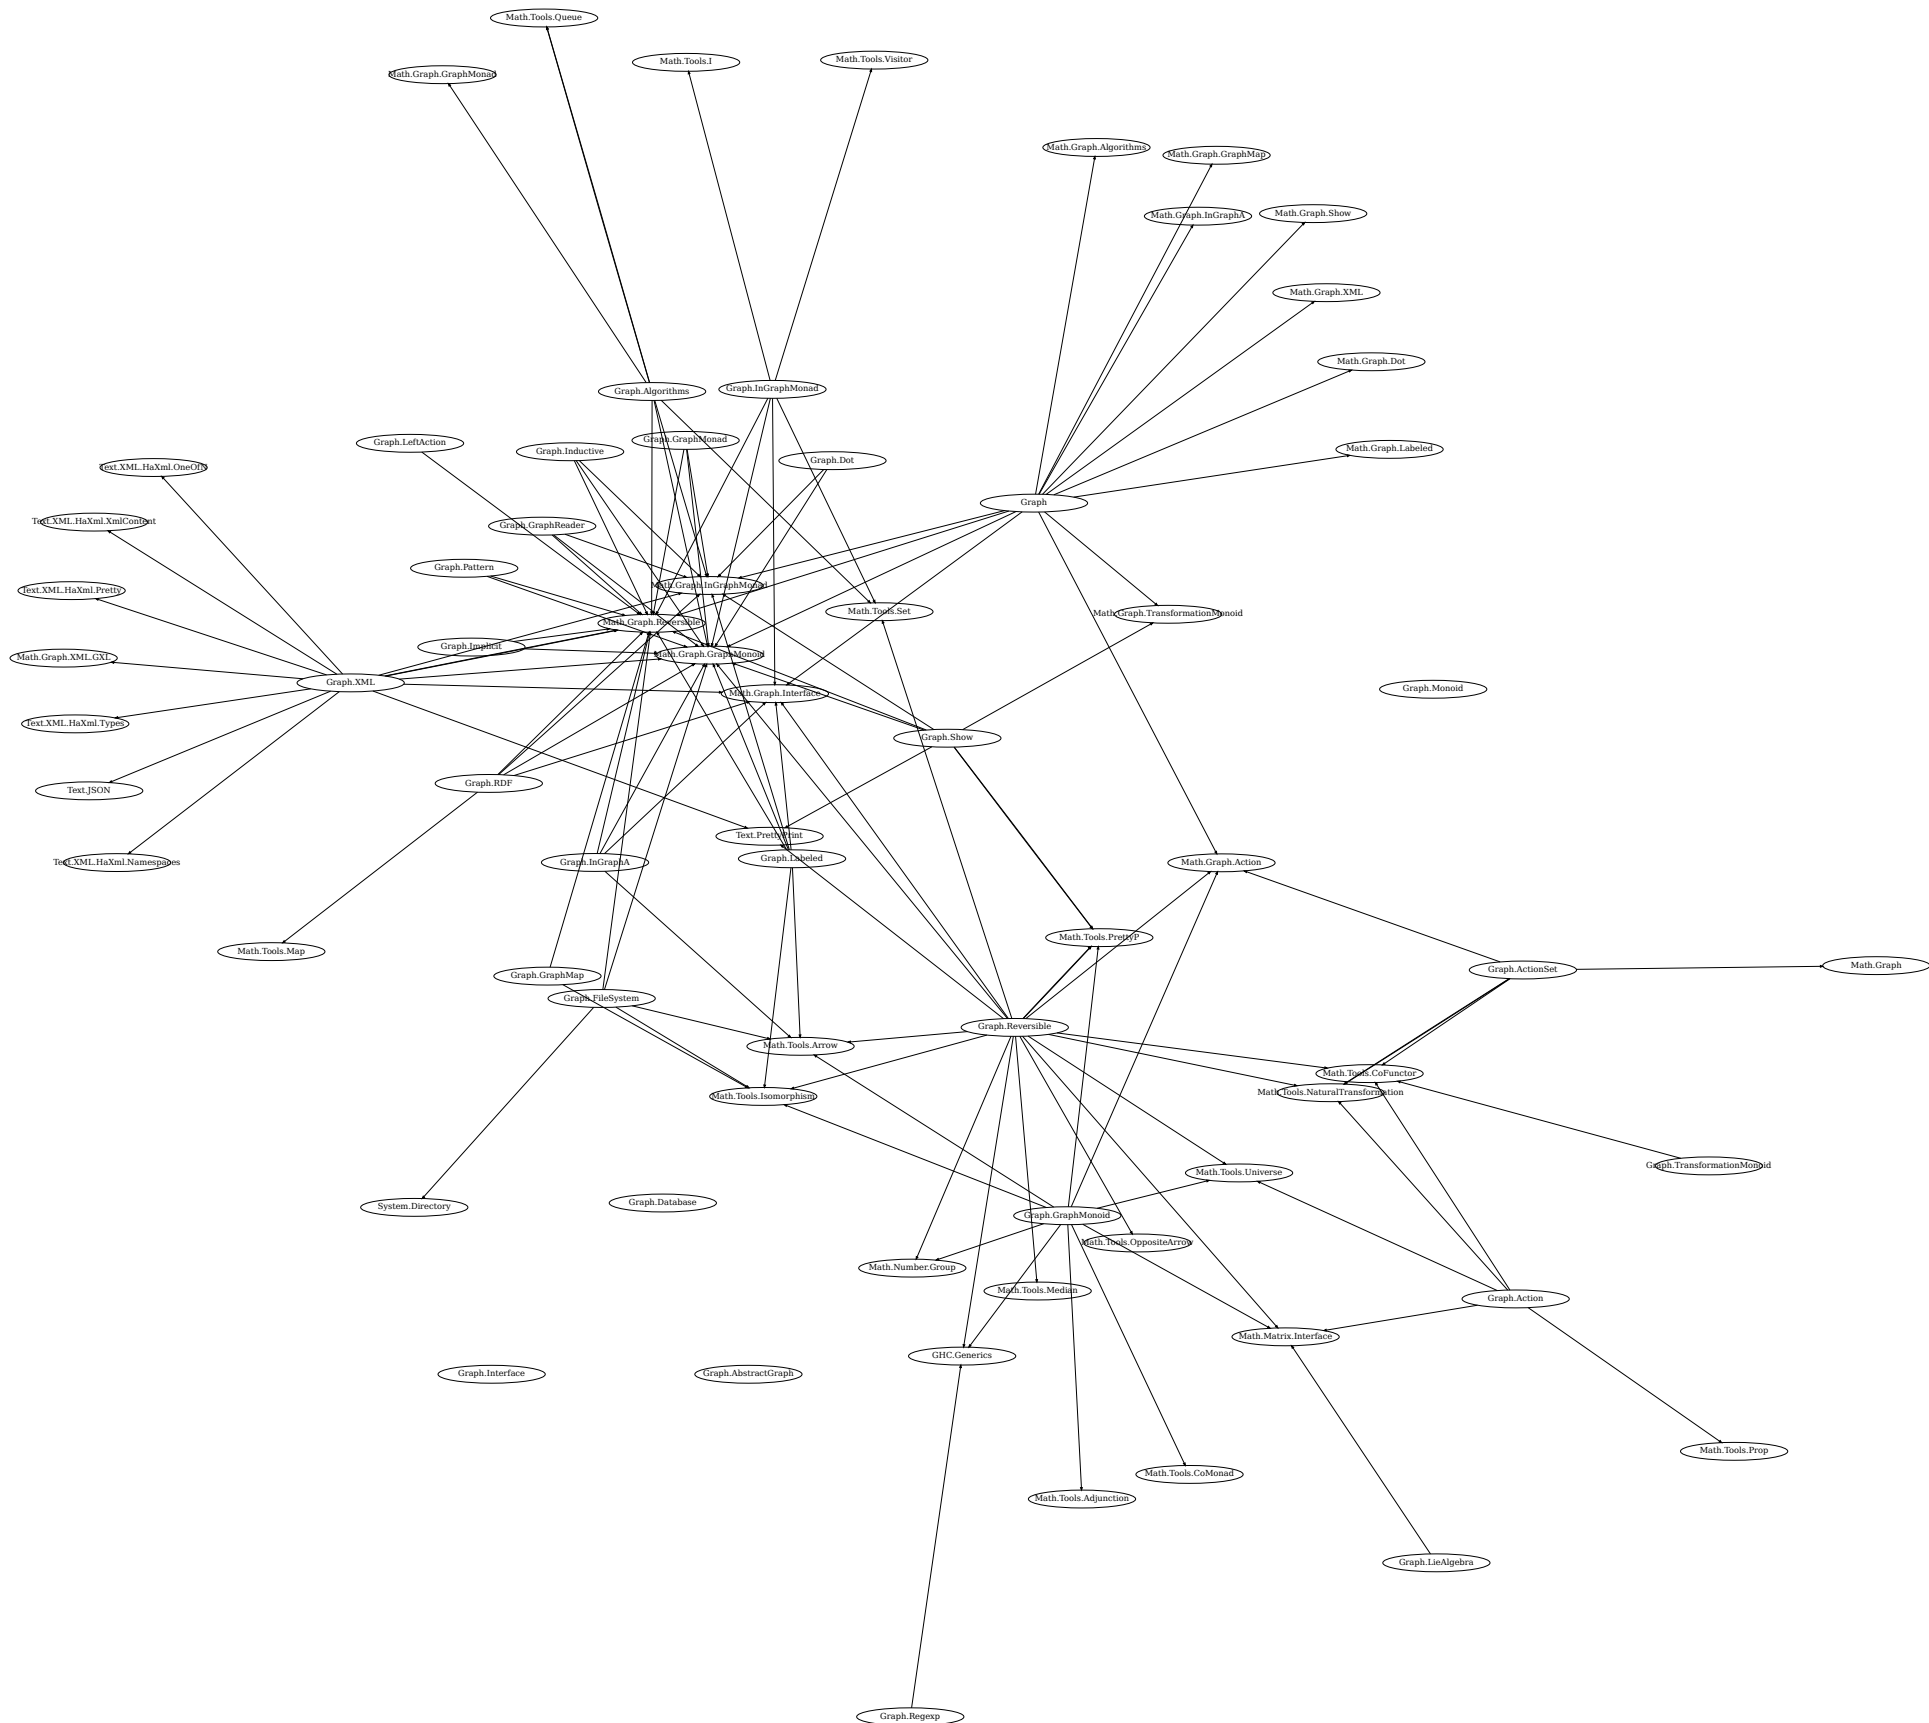 Math.Tools.Queue
Math.Tools.I
Math.Tools.Visitor
Math.Graph.GraphMonad
Math.Graph.Algorithms
Math.Graph.GraphMap
Math.Graph.InGraphA
Math.Graph.Show
Math.Graph.XML
Math.Graph.Dot
Graph.Algorithms
Graph.InGraphMonad
Graph.LeftAction
Graph.GraphMonad
Graph.Inductive
Graph.Dot
Math.Graph.Labeled
Text.XML.HaXml.OneOfN
Graph
Text.XML.HaXml.XmlContent
Graph.GraphReader
Graph.Pattern
Text.XML.HaXml.Pretty
Math.Graph.InGraphMonad
Math.Tools.Set
Math.Graph.TransformationMonoid
Math.Graph.Reversible
Graph.Implicit
Math.Graph.GraphMonoid
Math.Graph.XML.GXL
Graph.XML
Math.Graph.Interface
Graph.Monoid
Text.XML.HaXml.Types
Graph.Show
Graph.RDF
Text.JSON
Text.PrettyPrint
Text.XML.HaXml.Namespaces
Graph.InGraphA
Graph.Labeled
Math.Graph.Action
Math.Tools.PrettyP
Math.Tools.Map
Math.Graph
Graph.ActionSet
Graph.GraphMap
Graph.FileSystem
Graph.Reversible
Math.Tools.Arrow
Math.Tools.CoFunctor
Math.Tools.NaturalTransformation
Math.Tools.Isomorphism
Graph.TransformationMonoid
Math.Tools.Universe
Graph.Database
System.Directory
Graph.GraphMonoid
Math.Tools.OppositeArrow
Math.Number.Group
Math.Tools.Median
Graph.Action
Math.Matrix.Interface
GHC.Generics
Graph.Interface
Graph.AbstractGraph
Math.Tools.Prop
Math.Tools.CoMonad
Math.Tools.Adjunction
Graph.LieAlgebra
Graph.Regexp